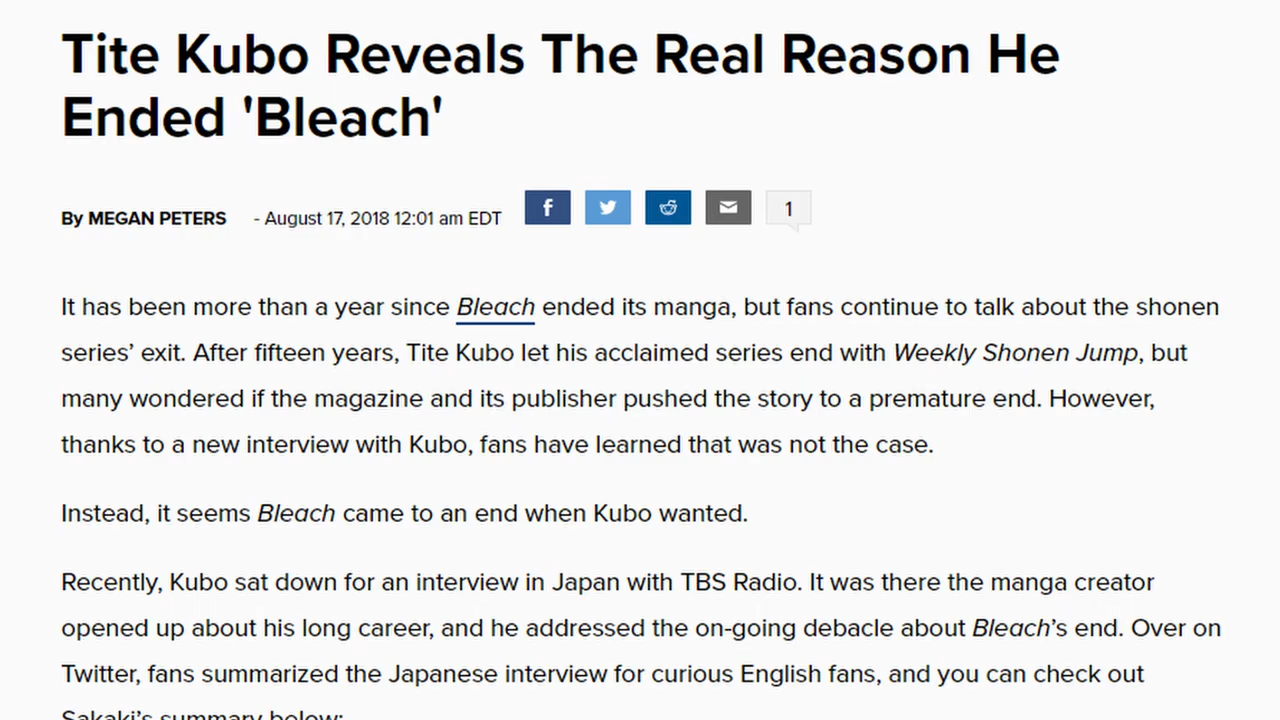 Tite Kubo Reveals The Real Reason He
Ended 'Bleach'
By MEGAN PETERS - August 17, 2018 12:01 am EDT
f
1
It has been more than a year since Bleach ended its manga, but fans continue to talk about the shonen
series’ exit. After fifteen years, Tite Kubo let his acclaimed series end with Weekly Shonen Jump, but
many wondered if the magazine and its publisher pushed the story to a premature end. However,
thanks to a new interview with Kubo, fans have learned that was not the case.
Instead, it seems Bleach came to an end when Kubo wanted.
Recently, Kubo sat down for an interview in Japan with TBS Radio. It was there the manga creator
opened up about his long career, and he addressed the on-going debacle about Bleach’s end. Over on
Twitter, fans summarized the Japanese interview for curious English fans, and you can check out
Sakaki’s summary below: